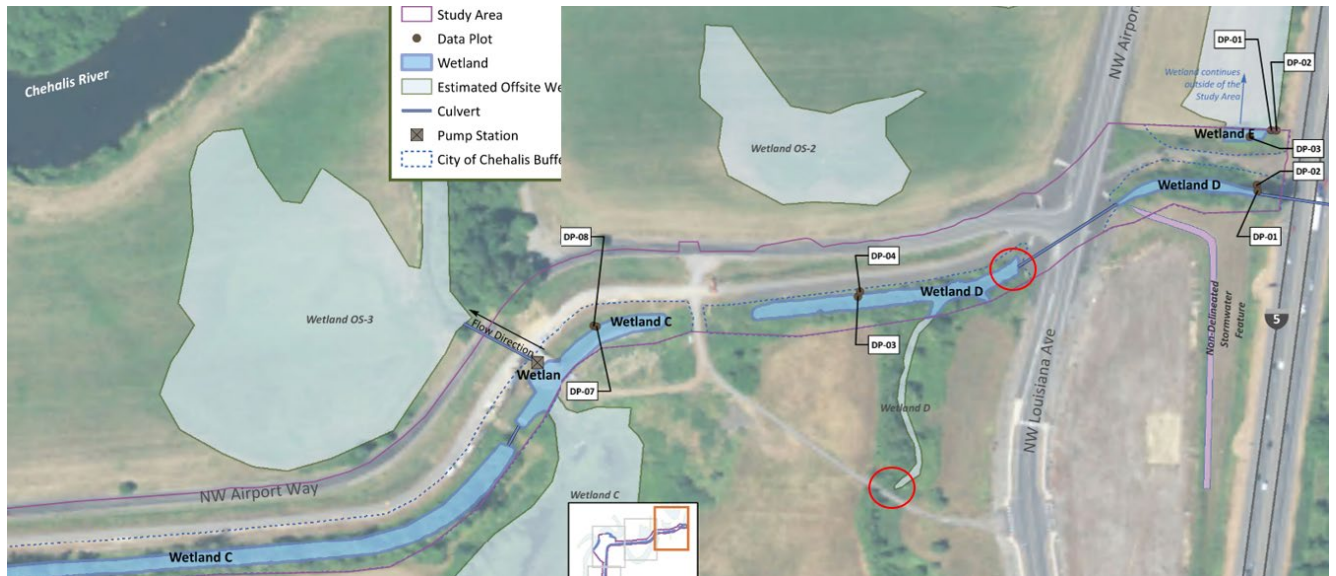 Study Area
Data Plot
Wetland
Estimated Offsite We
Culvert
Pump Station
City of Chehalis Buffe
Chehalis River
NW Airpor
DP-01
DP-02
Wetland continues
outside of the
Study Area
Wetland E
DP-03
DP-02
Wetland D
DP-01
Wetland OS-2
DP-08
DP-04
Wetland D
Wetland C
DP-03
Wetland OS-3
Flow Direction
Wetlan
DP-07
Wetland D
NW Louisiana Ave
Non-Delineated
Stormwater
Feature
5
NW Airport Way
Wetland C
Wetland C